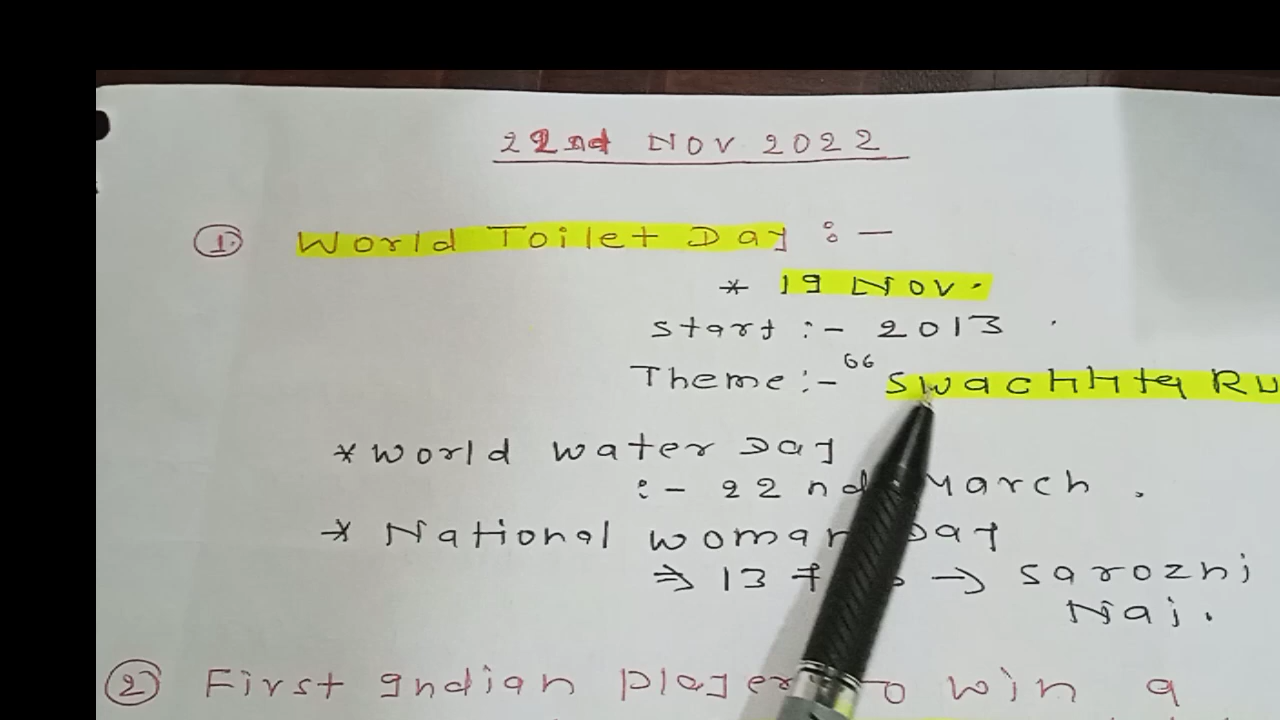 22nd Nov 2022
① World Toilet Day :-
* 19 Nov.
Start :- 2013
Theme :- “Swachhta Ru
* World water Day
:- 22nd March.
* National woman Day
⇒ 13 → Sarozni
Nai.
② First Indian player to win a